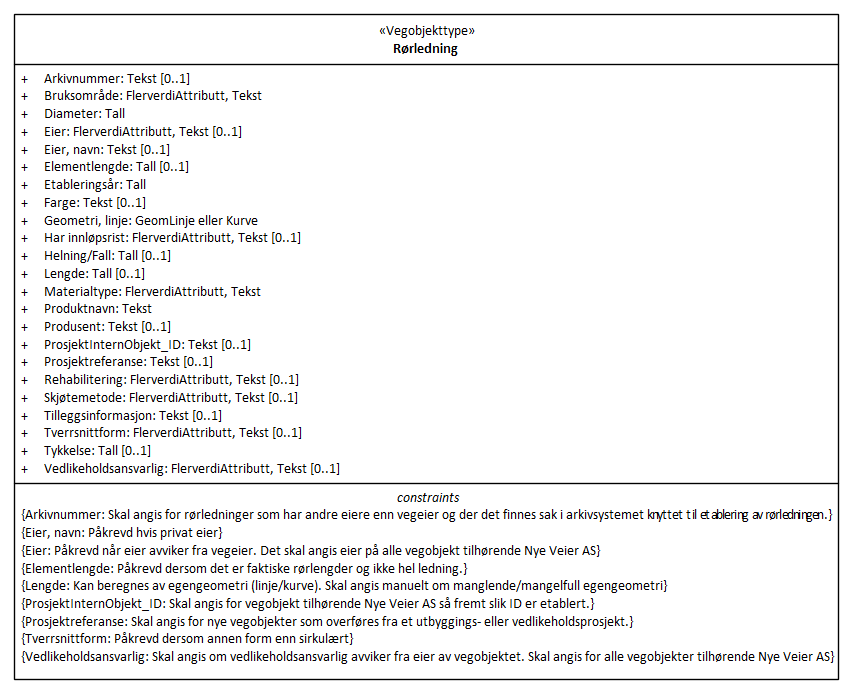 «Vegobjekttype»
Rørledning
+ Arkivnummer: Tekst [0..1]
+ Bruksområde: FlerverdiAttributt, Tekst
+ Diameter: Tall
+ Eier: FlerverdiAttributt, Tekst [0..1]
+ Eier, navn: Tekst [0..1]
+ Elementlengde: Tall [0..1]
+ Etableringsår: Tall
+ Farge: Tekst [0..1]
+ Geometri, linje: GeomLinje eller Kurve
+ Har innløpsrist: FlerverdiAttributt, Tekst [0..1]
+ Helning/Fall: Tall [0..1]
+ Lengde: Tall [0..1]
+ Materialtype: FlerverdiAttributt, Tekst
+ Produktnavn: Tekst
+ Produsent: Tekst [0..1]
+ ProsjektInternObjekt_ID: Tekst [0..1]
+ Prosjektreferanse: Tekst [0..1]
+ Rehabilitering: FlerverdiAttributt, Tekst [0..1]
+ Skjøtemetode: FlerverdiAttributt, Tekst [0..1]
+ Tilleggsinformasjon: Tekst [0..1]
+ Tverrsnittform: FlerverdiAttributt, Tekst [0..1]
+ Tykkelse: Tall [0..1]
+ Vedlikeholdsansvarlig: FlerverdiAttributt, Tekst [0..1]
constraints
{Arkivnummer: Skal angis for rørledninger som har andre eiere enn vegeier og der det finnes sak i arkivsystemet knyttet til etablering av rørledningen.}
{Eier, navn: Påkrevd hvis privat eier}
{Eier: Påkrevd når eier avviker fra vegeier. Det skal angis eier på alle vegobjekt tilhørende Nye Veier AS}
{Elementlengde: Påkrevd dersom det er faktiske rørlengder og ikke hel ledning.}
{Lengde: Kan beregnes av egengeometri (linje/kurve). Skal angis manuelt om manglende/mangelfull egengeometri}
{ProsjektInternObjekt_ID: Skal angis for vegobjekt tilhørende Nye Veier AS så fremt slik ID er etablert.}
{Prosjektreferanse: Skal angis for nye vegobjekter som overføres fra et utbyggings- eller vedlikeholdsprosjekt.}
{Tverrsnittform: Påkrevd dersom annen form enn sirkulært}
{Vedlikeholdsansvarlig: Skal angis om vedlikeholdsansvarlig avviker fra eier av vegobjektet. Skal angis for alle vegobjekter tilhørende Nye Veier AS}